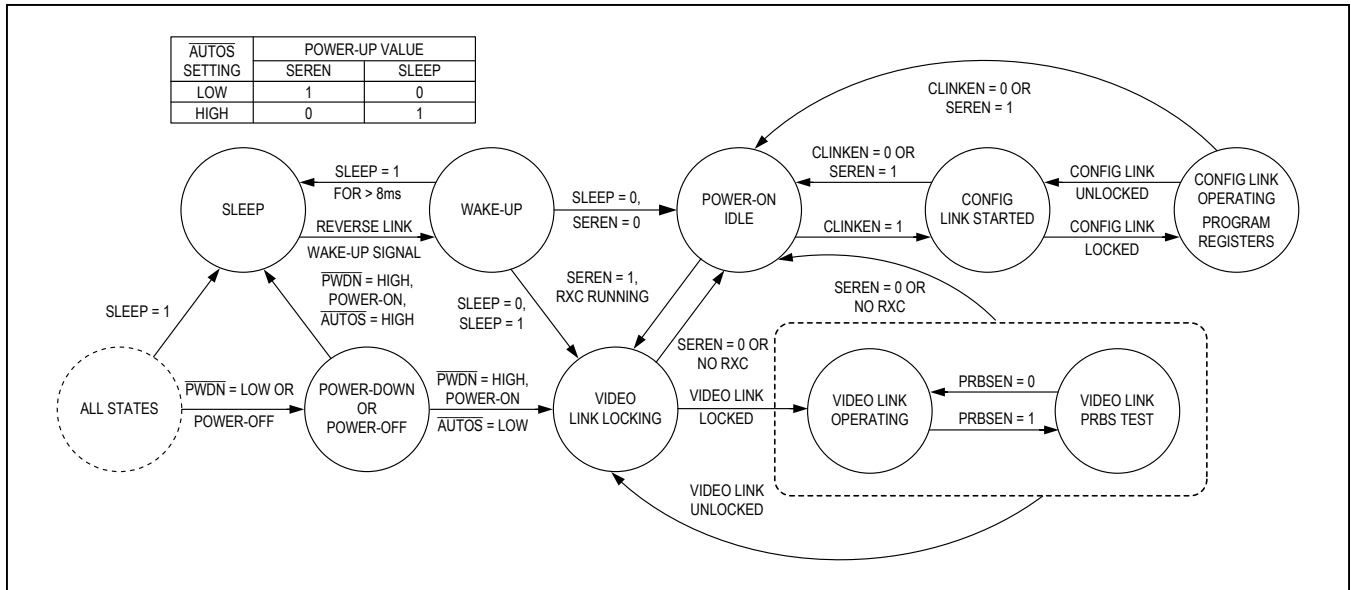 AUTOS
SETTING
POWER-UP VALUE
SEREN
SLEEP
LOW
1
0
HIGH
0
1
CLINKEN = 0 OR
SEREN = 1
SLEEP
SLEEP = 1
FOR > 8ms
REVERSE LINK
WAKE-UP SIGNAL
WAKE-UP
SLEEP = 0,
SEREN = 0
POWER-ON
IDLE
CLINKEN = 0 OR
SEREN = 1
CLINKEN = 1
CONFIG
LINK STARTED
CONFIG LINK
UNLOCKED
CONFIG LINK
LOCKED
CONFIG LINK
OPERATING
PROGRAM
REGISTERS
SLEEP = 1
PWDN = HIGH,
POWER-ON,
AUTOS = HIGH
SLEEP = 0,
SLEEP = 1
SEREN = 1,
RXC RUNNING
SEREN = 0 OR
NO RXC
SEREN = 0 OR
NO RXC
ALL STATES
PWDN = LOW OR
POWER-OFF
POWER-DOWN
OR
POWER-OFF
PWDN = HIGH,
POWER-ON
AUTOS = LOW
VIDEO
LINK LOCKING
VIDEO LINK
LOCKED
VIDEO LINK
OPERATING
PRBSEN = 0
PRBSEN = 1
VIDEO LINK
PRBS TEST
VIDEO LINK
UNLOCKED